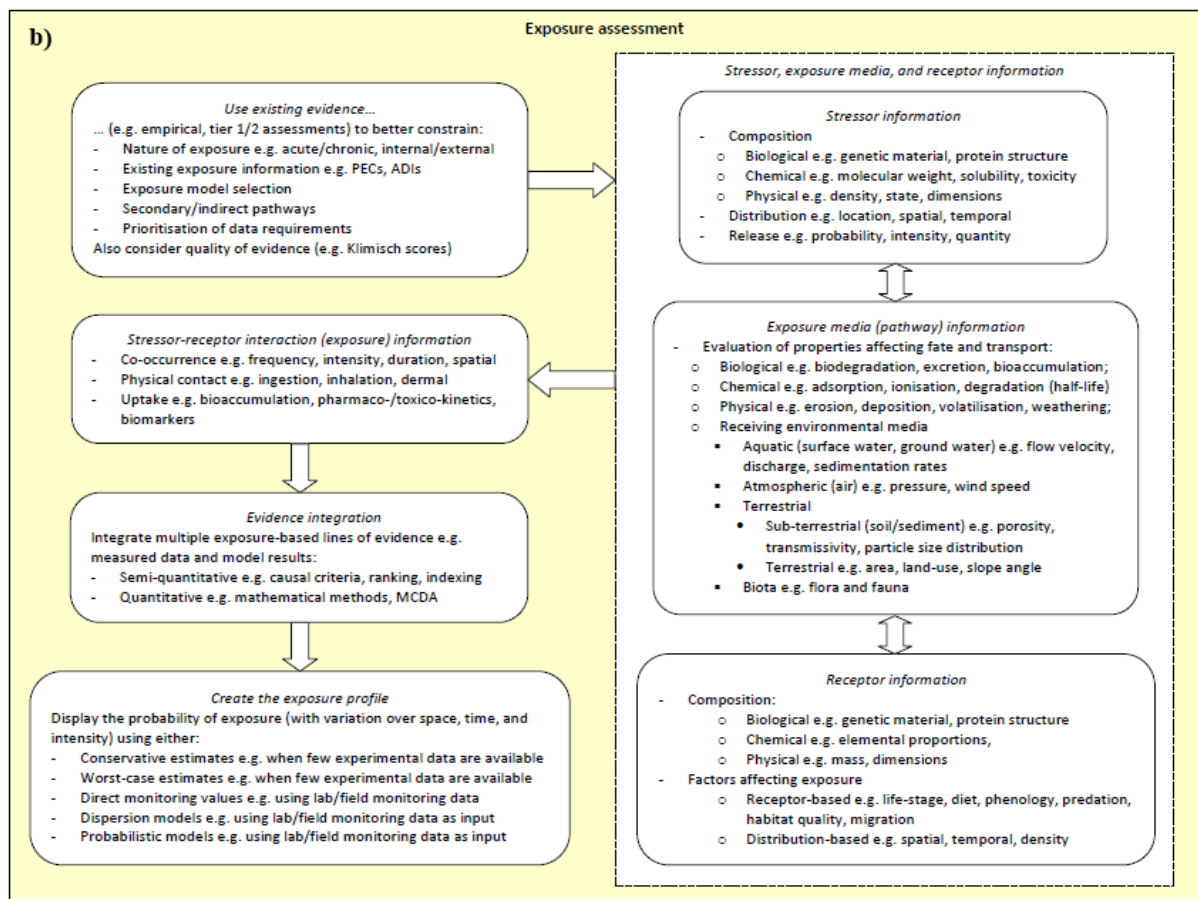 b)
Exposure assessment
Use existing evidence...
... (e.g. empirical, tier 1/2 assessments) to better constrain:
- Nature of exposure e.g. acute/chronic, internal/external
- Existing exposure information e.g. PECs, ADIs
- Exposure model selection
- Secondary/indirect pathways
- Prioritisation of data requirements
Also consider quality of evidence (e.g. Klimisch scores)
Stressor, exposure media, and receptor information
Stressor information
- Composition
o Biological e.g. genetic material, protein structure
o Chemical e.g. molecular weight, solubility, toxicity
o Physical e.g. density, state, dimensions
- Distribution e.g. location, spatial, temporal
- Release e.g. probability, intensity, quantity
Exposure media (pathway) information
- Evaluation of properties affecting fate and transport:
o Biological e.g. biodegradation, excretion, bioaccumulation;
o Chemical e.g. adsorption, ionisation, degradation (half-life)
o Physical e.g. erosion, deposition, volatilisation, weathering;
o Receiving environmental media
▪ Aquatic (surface water, ground water) e.g. flow velocity,
discharge, sedimentation rates
▪ Atmospheric (air) e.g. pressure, wind speed
▪ Terrestrial
• Sub-terrestrial (soil/sediment) e.g. porosity,
transmissivity, particle size distribution
• Terrestrial e.g. area, land-use, slope angle
▪ Biota e.g. flora and fauna
Receptor information
- Composition:
o Biological e.g. genetic material, protein structure
o Chemical e.g. elemental proportions,
o Physical e.g. mass, dimensions
- Factors affecting exposure
o Receptor-based e.g. life-stage, diet, phenology, predation,
habitat quality, migration
o Distribution-based e.g. spatial, temporal, density
Stressor-receptor interaction (exposure) information
- Co-occurrence e.g. frequency, intensity, duration, spatial
- Physical contact e.g. ingestion, inhalation, dermal
- Uptake e.g. bioaccumulation, pharmaco-/toxico-kinetics,
biomarkers
Evidence integration
Integrate multiple exposure-based lines of evidence e.g.
measured data and model results:
- Semi-quantitative e.g. causal criteria, ranking, indexing
- Quantitative e.g. mathematical methods, MCDA
Create the exposure profile
Display the probability of exposure (with variation over space, time, and
intensity) using either:
- Conservative estimates e.g. when few experimental data are available
- Worst-case estimates e.g. when few experimental data are available
- Direct monitoring values e.g. using lab/field monitoring data
- Dispersion models e.g. using lab/field monitoring data as input
- Probabilistic models e.g. using lab/field monitoring data as input